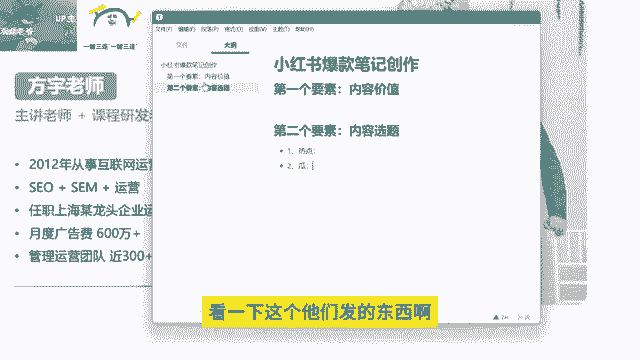 UP主
一键三连 一键三连
方宇老师
主讲老师 + 课程研发
• 2012年从事互联网运营
• SEO + SEM + 运营
• 任职上海某龙头企业运
• 月度广告费 600万+
• 管理运营团队 近300+
文件(F) 编辑(E) 段落(P) 格式(O) 视图(V) 主题(T) 帮助(H)
文件 大纲
小红书爆款笔记创作
第一个要素：内容价值
第二个要素：内容选题
小红书爆款笔记创作
第一个要素：内容价值
第二个要素：内容选题
• 1、热点：
• 2、瓜：
看一下这个他们发的东西啊